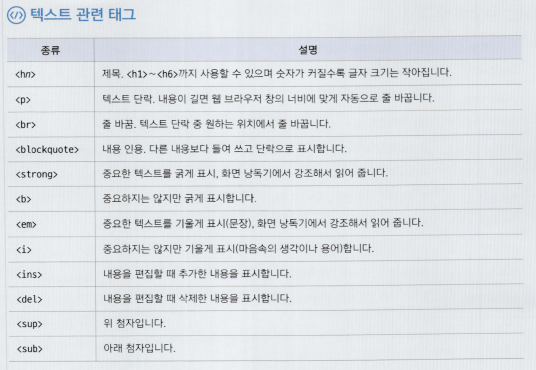 </> 텍스트 관련 태그
종류 설명
<hn> 제목. <h1>~<h6>까지 사용할 수 있으며 숫자가 커질수록 글자 크기는 작아집니다.
<p> 텍스트 단락. 내용이 길면 웹 브라우저 창의 너비에 맞게 자동으로 줄 바꿉니다.
<br> 줄 바꿈. 텍스트 단락 중 원하는 위치에서 줄 바꿉니다.
<blockquote> 내용 인용. 다른 내용보다 들여 쓰고 단락으로 표시합니다.
<strong> 중요한 텍스트를 굵게 표시, 화면 낭독기에서 강조해서 읽어 줍니다.
<b> 중요하지는 않지만 굵게 표시합니다.
<em> 중요한 텍스트를 기울게 표시(문장), 화면 낭독기에서 강조해서 읽어 줍니다.
<i> 중요하지는 않지만 기울게 표시(마음속의 생각이나 용어)합니다.
<ins> 내용을 편집할 때 추가한 내용을 표시합니다.
<del> 내용을 편집할 때 삭제한 내용을 표시합니다.
<sup> 위 첨자입니다.
<sub> 아래 첨자입니다.